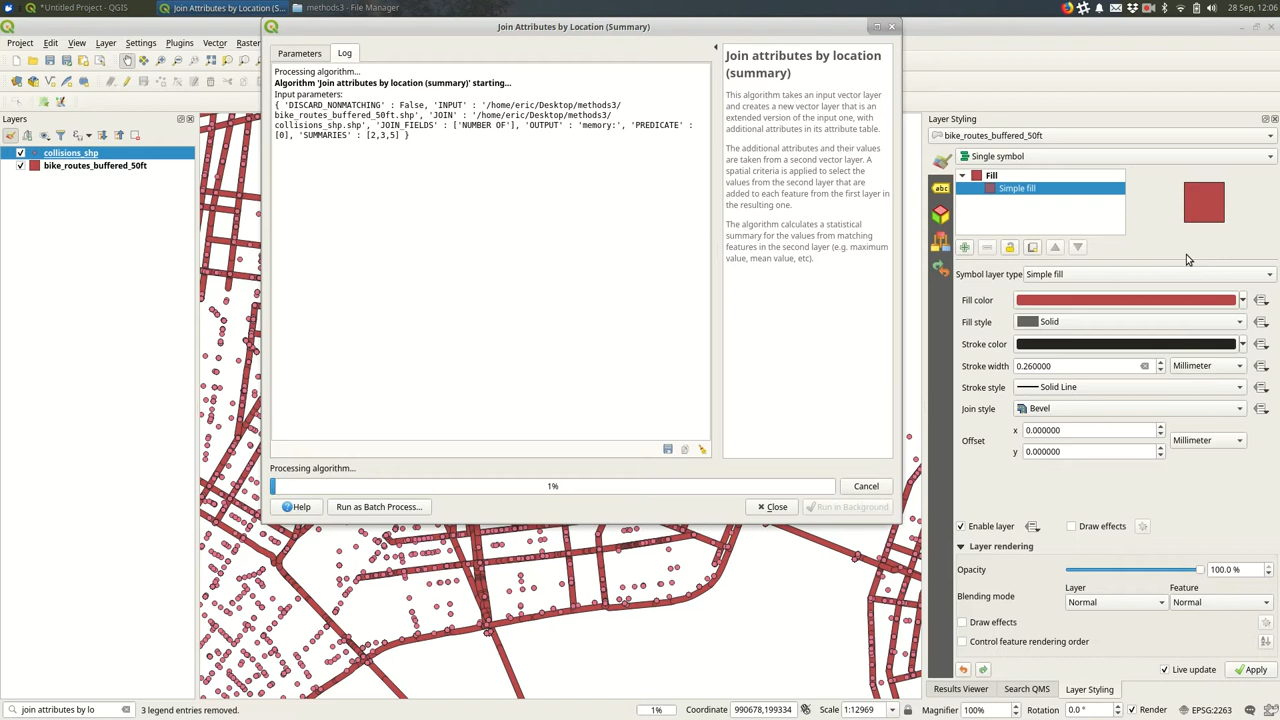 *Untitled Project - QGIS
Join Attributes by Location (S...
methods3 - File Manager
28 Sep, 12:06
Join Attributes by Location (Summary)
Project Edit View Layer Settings Plugins Vector Raster
Parameters Log
Processing algorithm...
Algorithm 'Join attributes by location (summary)' starting...
Input parameters:
{ 'DISCARD_NONMATCHING' : False, 'INPUT' : '/home/eric/Desktop/methods3/
bike_routes_buffered_50ft.shp', 'JOIN' : '/home/eric/Desktop/methods3/
collisions_shp.shp', 'JOIN_FIELDS' : ['NUMBER OF'], 'OUTPUT' : 'memory:', 'PREDICATE' :
[0], 'SUMMARIES' : [2,3,5] }
Join attributes by location
(summary)
This algorithm takes an input vector layer
and creates a new vector layer that is an
extended version of the input one, with
additional attributes in its attribute table.
The additional attributes and their values
are taken from a second vector layer. A
spatial criteria is applied to select the
values from the second layer that are
added to each feature from the first layer in
the resulting one.
The algorithm calculates a statistical
summary for the values from matching
features in the second layer (e.g. maximum
value, mean value, etc).
Processing algorithm...
1%
Cancel
Help
Run as Batch Process...
Close
Run in Background
Layers
collisions_shp
bike_routes_buffered_50ft
Layer Styling
bike_routes_buffered_50ft
Single symbol
Fill
Simple fill
abc
Symbol layer type Simple fill
Fill color
Fill style Solid
Stroke color
Stroke width 0.260000 Millimeter
Stroke style Solid Line
Join style Bevel
Offset
x 0.000000
Millimeter
y 0.000000
Enable layer Draw effects
Layer rendering
Opacity 100.0 %
Layer Feature
Blending mode Normal Normal
Draw effects
Control feature rendering order
Live update Apply
Results Viewer Search QMS Layer Styling
join attributes by lo
3 legend entries removed.
1%
Coordinate 990678,199334
Scale 1:12969
Magnifier 100%
Rotation 0.0 °
Render
EPSG:2263